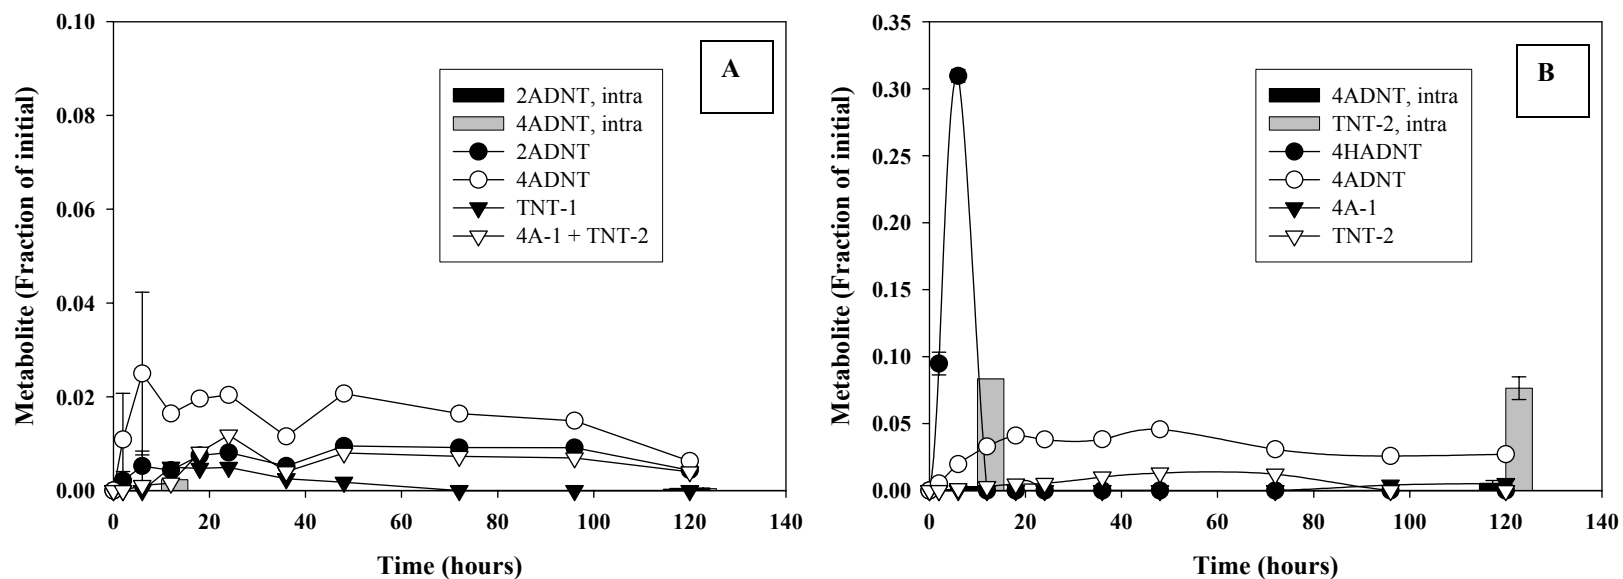 A
Metabolite (Fraction of initial)
0.10
0.08
0.06
0.04
0.02
0.00
2ADNT, intra
4ADNT, intra
2ADNT
4ADNT
TNT-1
4A-1 + TNT-2
0 20 40 60 80 100 120 140
Time (hours)
B
Metabolite (Fraction of initial)
0.35
0.30
0.25
0.20
0.15
0.10
0.05
0.00
4ADNT, intra
TNT-2, intra
4HADNT
4ADNT
4A-1
TNT-2
0 20 40 60 80 100 120 140
Time (hours)